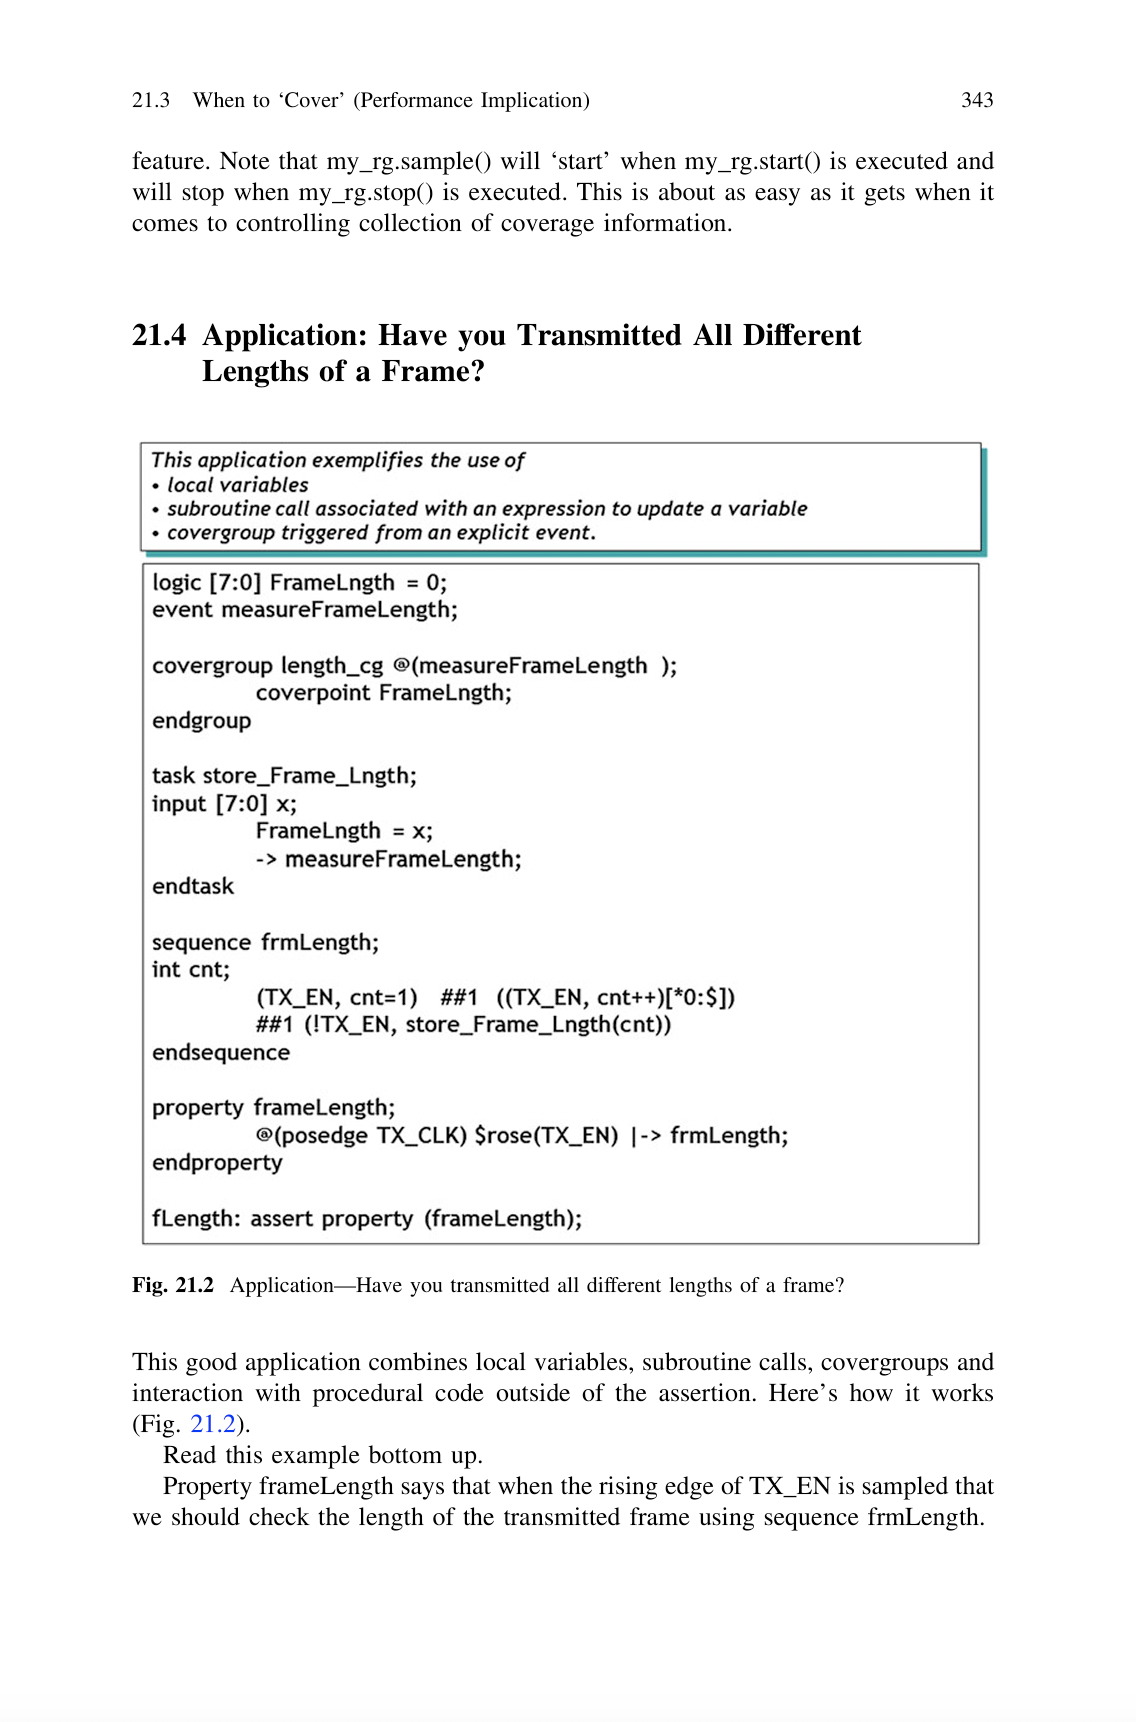 21.3 When to ‘Cover’ (Performance Implication) 343
feature. Note that my_rg.sample() will ‘start’ when my_rg.start() is executed and
will stop when my_rg.stop() is executed. This is about as easy as it gets when it
comes to controlling collection of coverage information.
21.4 Application: Have you Transmitted All Different
Lengths of a Frame?
This application exemplifies the use of
• local variables
• subroutine call associated with an expression to update a variable
• covergroup triggered from an explicit event.
logic [7:0] FrameLngth = 0;
event measureFrameLength;
covergroup length_cg @(measureFrameLength );
coverpoint FrameLngth;
endgroup
task store_Frame_Lngth;
input [7:0] x;
FrameLngth = x;
-> measureFrameLength;
endtask
sequence frmLength;
int cnt;
(TX_EN, cnt=1) ##1 ((TX_EN, cnt++)[*0:$])
##1 (!TX_EN, store_Frame_Lngth(cnt))
endsequence
property frameLength;
@(posedge TX_CLK) $rose(TX_EN) |-> frmLength;
endproperty
fLength: assert property (frameLength);
Fig. 21.2 Application—Have you transmitted all different lengths of a frame?
This good application combines local variables, subroutine calls, covergroups and
interaction with procedural code outside of the assertion. Here’s how it works
(Fig. 21.2).
Read this example bottom up.
Property frameLength says that when the rising edge of TX_EN is sampled that
we should check the length of the transmitted frame using sequence frmLength.